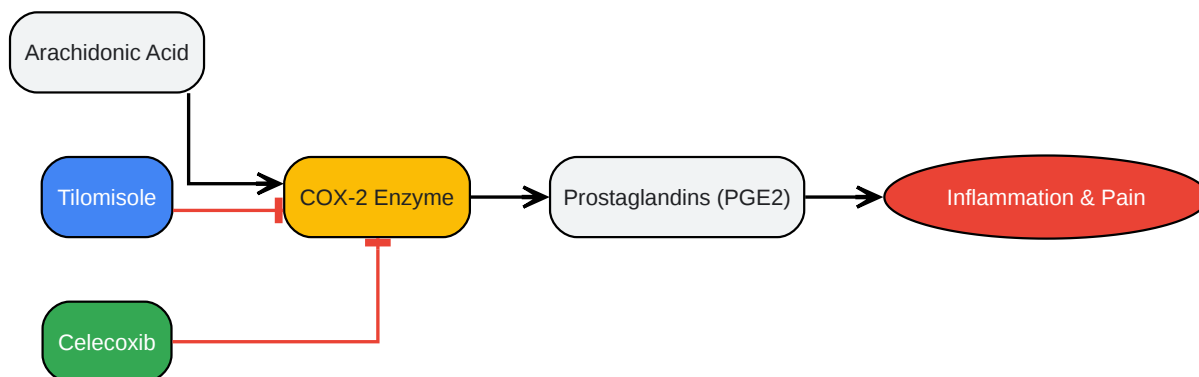 Arachidonic Acid
Tilomisole
COX-2 Enzyme
Prostaglandins (PGE2)
Inflammation & Pain
Celecoxib